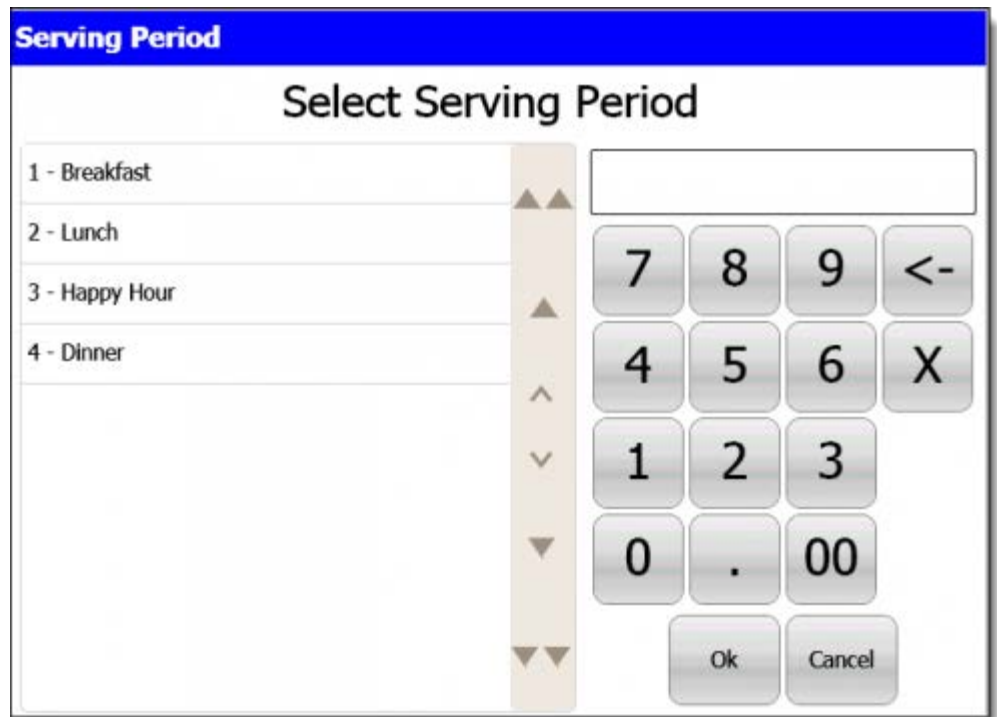 Serving Period
Select Serving Period
1 - Breakfast
2 - Lunch
3 - Happy Hour
4 - Dinner
7 8 9 <-
4 5 6 X
1 2 3
0 . 00
Ok Cancel